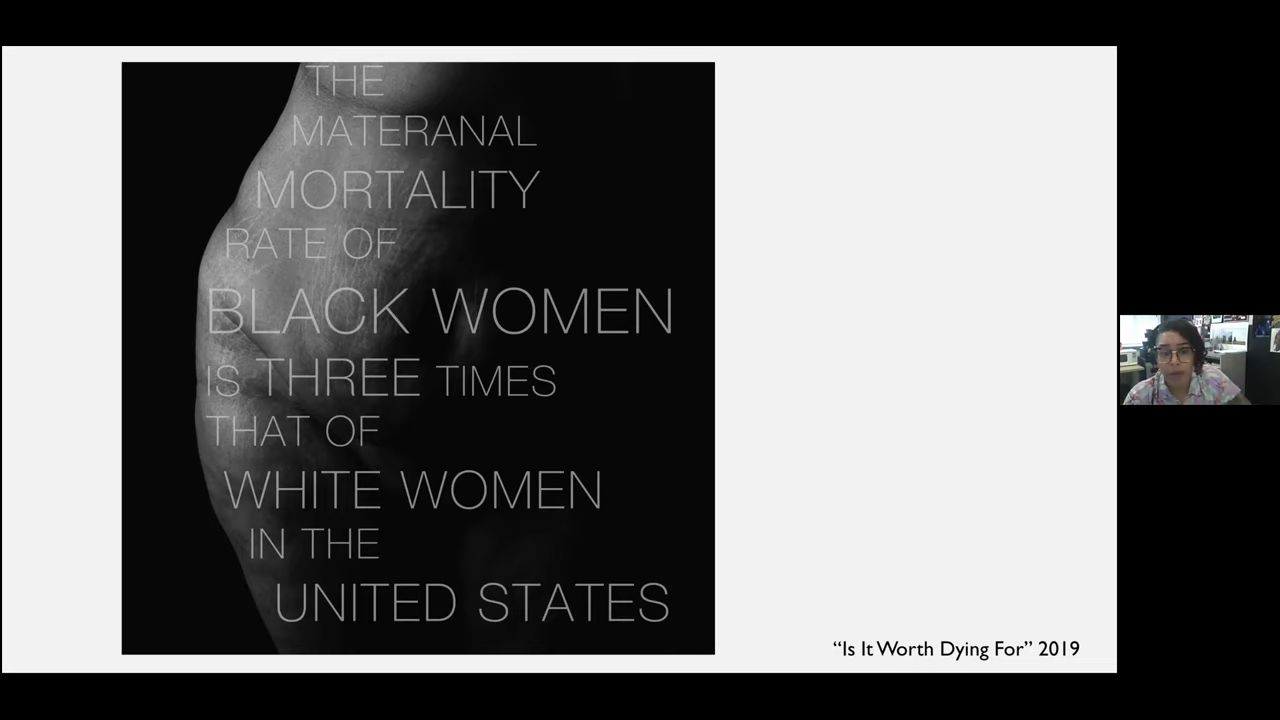 THE
MATERANAL
MORTALITY
RATE OF
BLACK WOMEN
IS THREE TIMES
THAT OF
WHITE WOMEN
IN THE
UNITED STATES
“Is It Worth Dying For” 2019